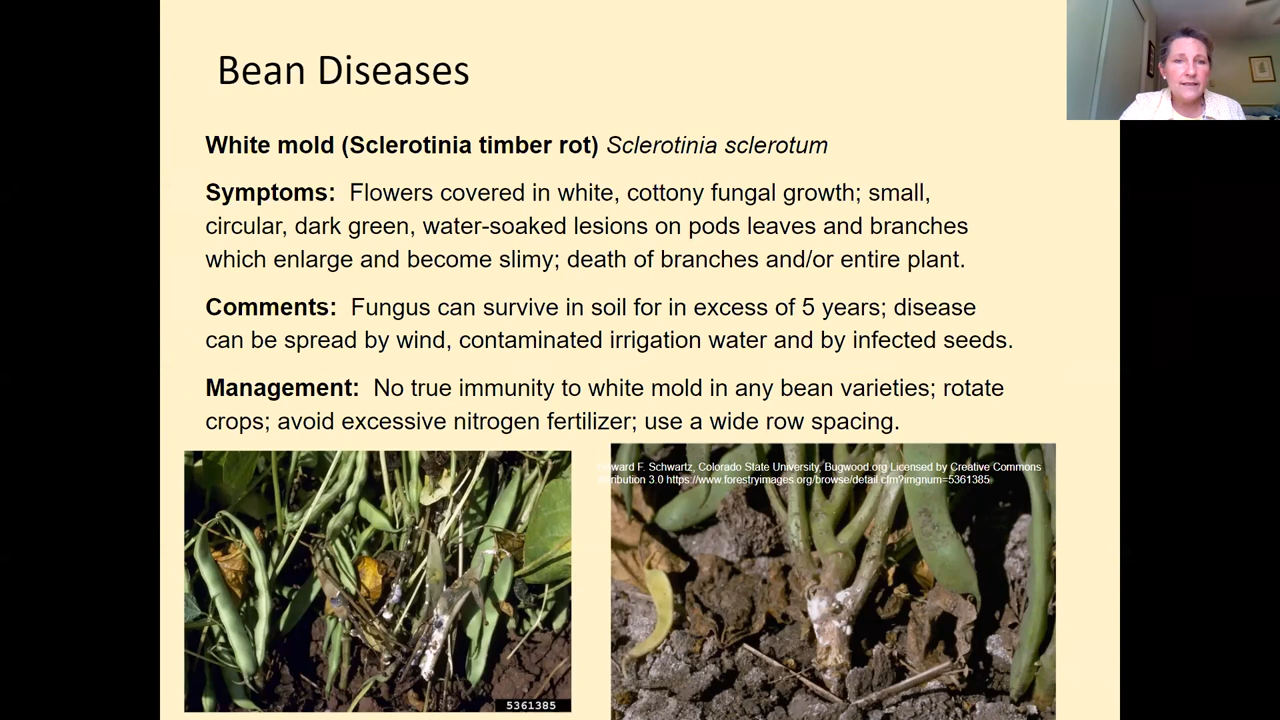 Bean Diseases
White mold (Sclerotinia timber rot) Sclerotinia sclerotum
Symptoms: Flowers covered in white, cottony fungal growth; small,
circular, dark green, water-soaked lesions on pods leaves and branches
which enlarge and become slimy; death of branches and/or entire plant.
Comments: Fungus can survive in soil for in excess of 5 years; disease
can be spread by wind, contaminated irrigation water and by infected seeds.
Management: No true immunity to white mold in any bean varieties; rotate
crops; avoid excessive nitrogen fertilizer; use a wide row spacing.
F. Schwartz, Colorado State University, Bugwood.org Licensed by Creative Commons
3.0 https://www.forestryimages.org/browse/detail.cfm?imgnum=5361385
5361385